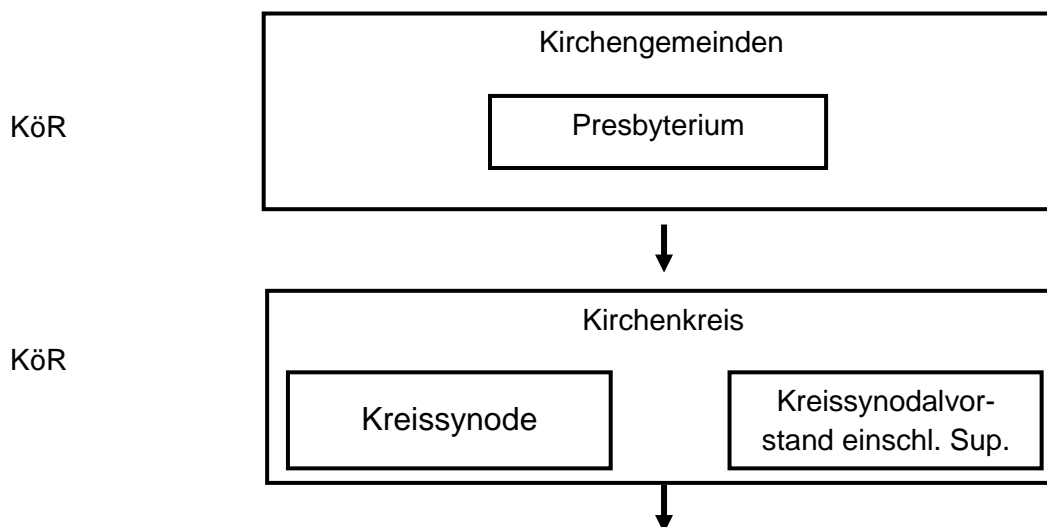 Kirchengemeinden
KöR
Presbyterium
Kirchenkreis
KöR
Kreissynode
Kreissynodalvor-
stand einschl. Sup.